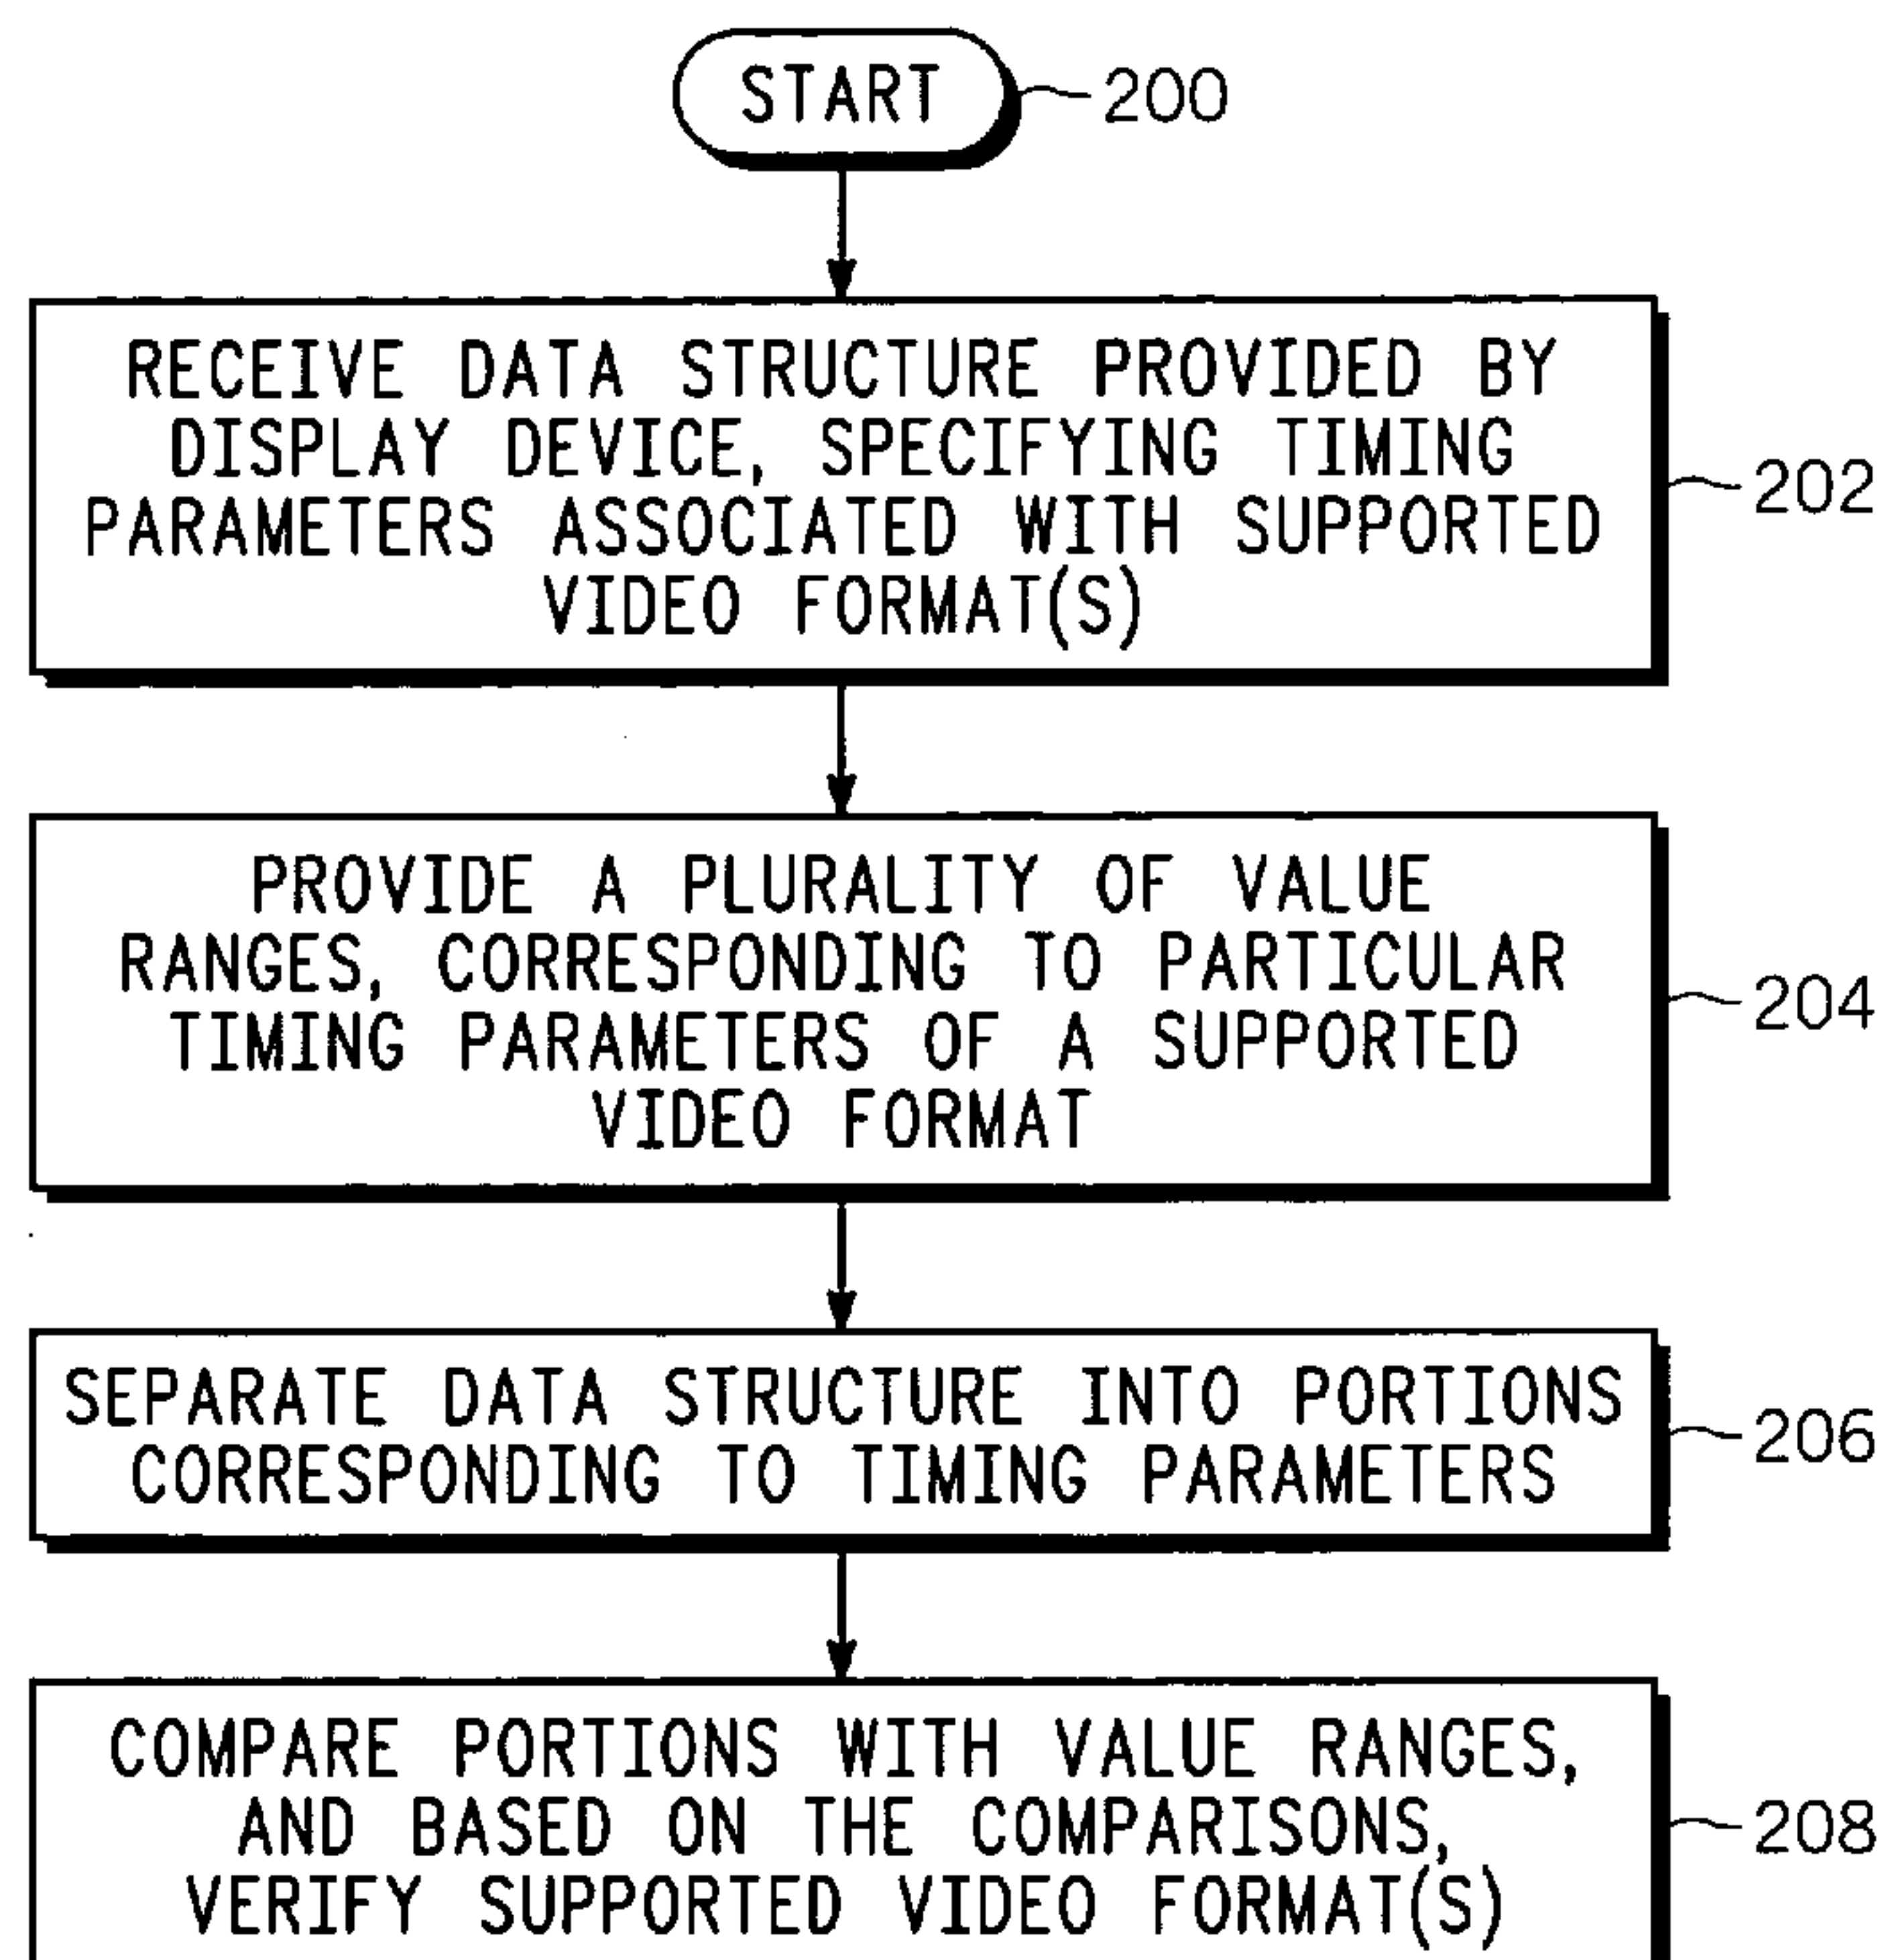 START
200
RECEIVE DATA STRUCTURE PROVIDED BY
DISPLAY DEVICE, SPECIFYING TIMING
PARAMETERS ASSOCIATED WITH SUPPORTED
VIDEO FORMAT(S)
202
PROVIDE A PLURALITY OF VALUE
RANGES, CORRESPONDING TO PARTICULAR
TIMING PARAMETERS OF A SUPPORTED
VIDEO FORMAT
204
SEPARATE DATA STRUCTURE INTO PORTIONS
CORRESPONDING TO TIMING PARAMETERS
206
COMPARE PORTIONS WITH VALUE RANGES,
AND BASED ON THE COMPARISONS,
VERIFY SUPPORTED VIDEO FORMAT(S)
208